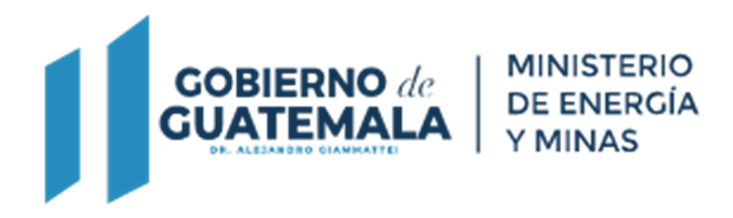 GOBIERNO de
GUATEMALA
DR. ALEJANDRO GIAMMATTEI
MINISTERIO
DE ENERGÍA
Y MINAS